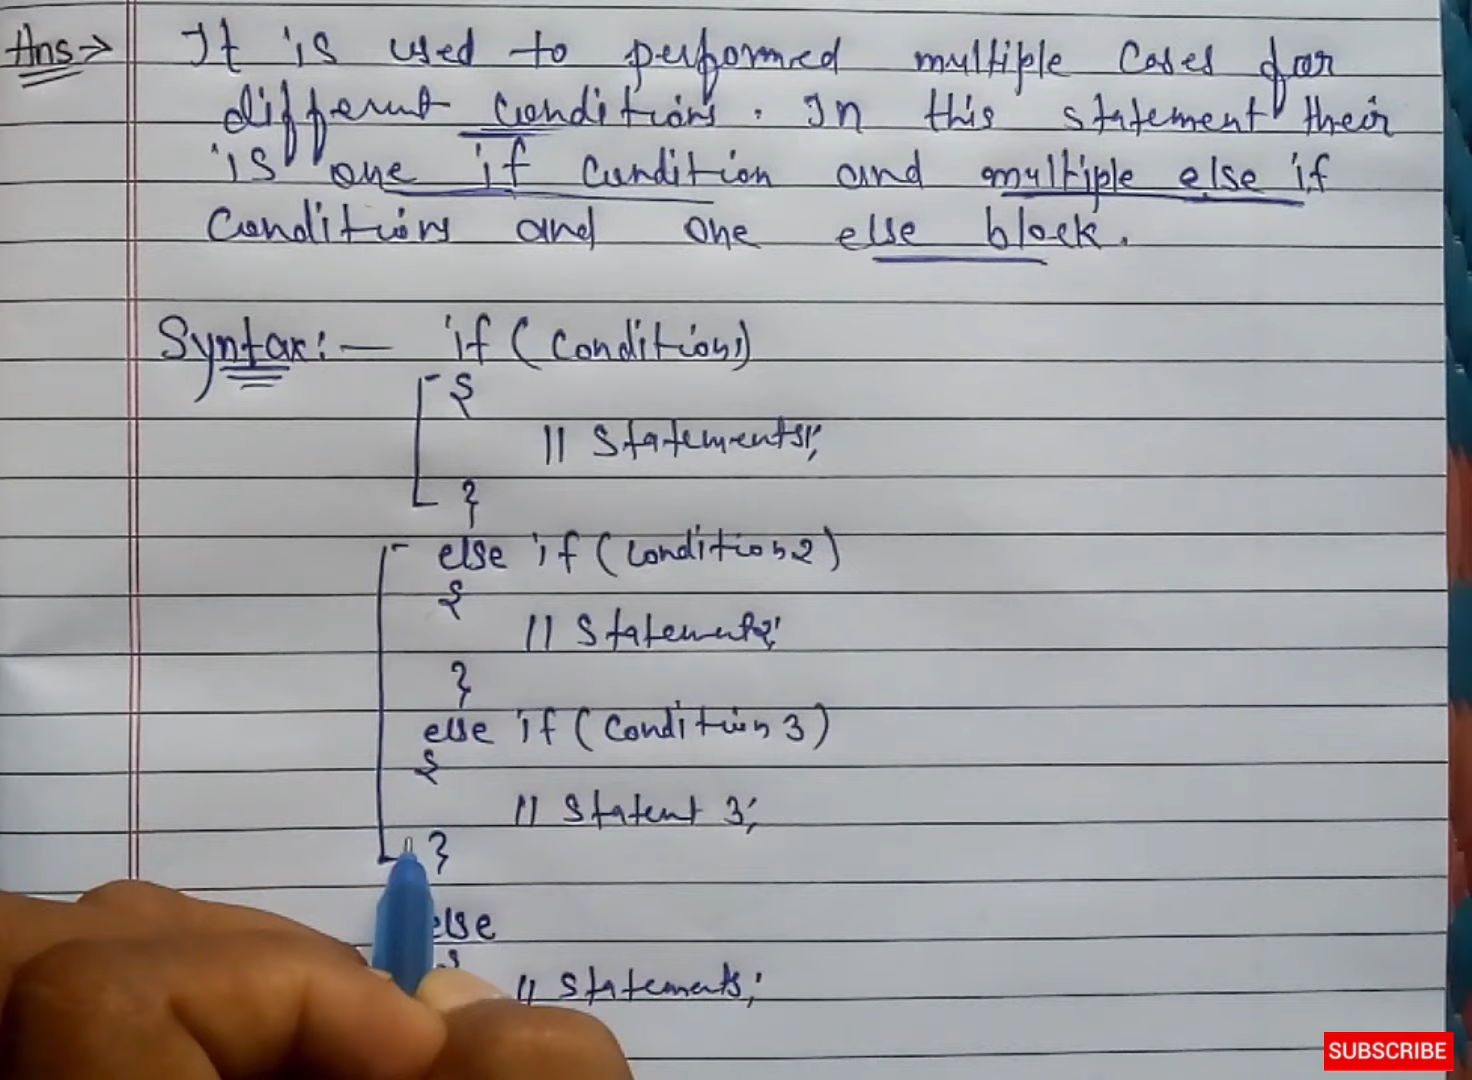 Ans→ It is used to performed multiple cases for
different conditions. In this statement their
is one if condition and multiple else if
conditions and one else block.
Syntax:— if (condition1)
{
// Statements1;
}
else if (condition2)
{
// Statement2;
}
else if (condition 3)
{
// Statent 3;
}
else
{
// Statements;
SUBSCRIBE